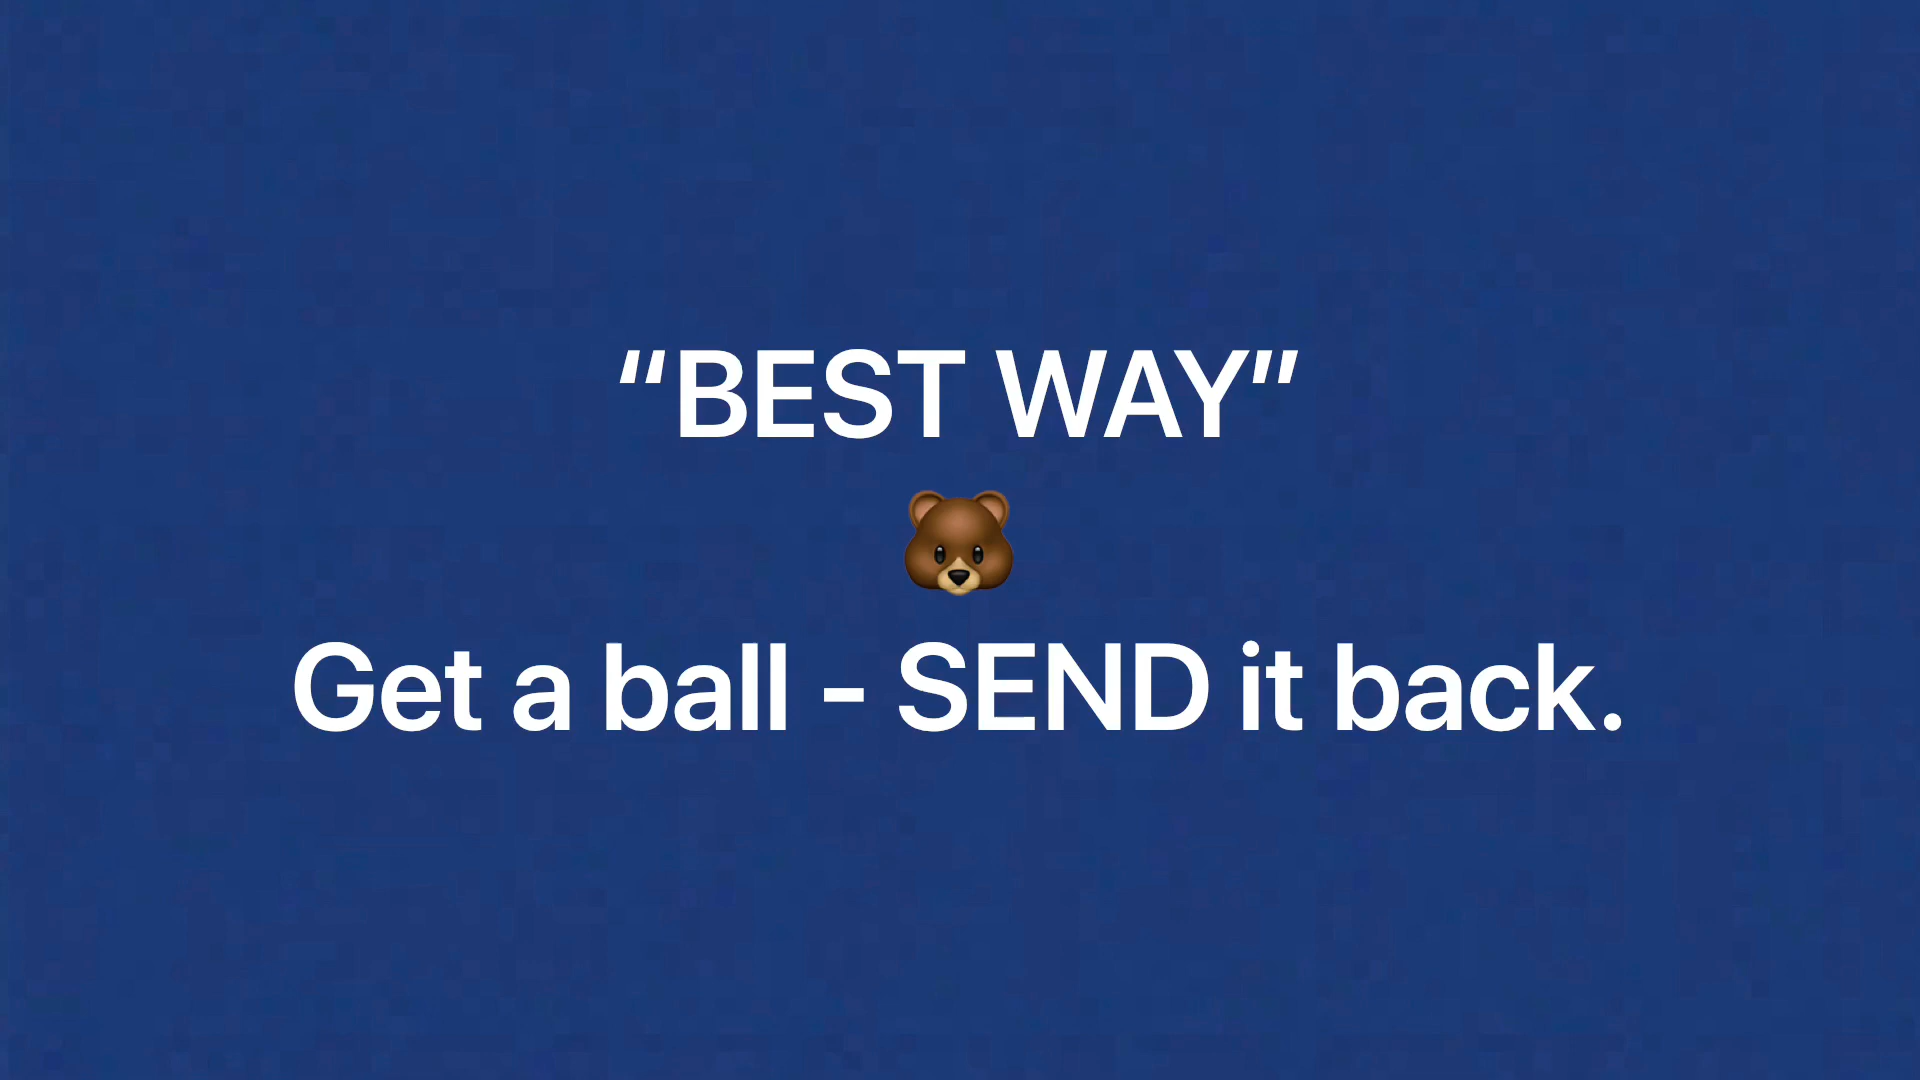 “BEST WAY”
🐻
Get a ball - SEND it back.